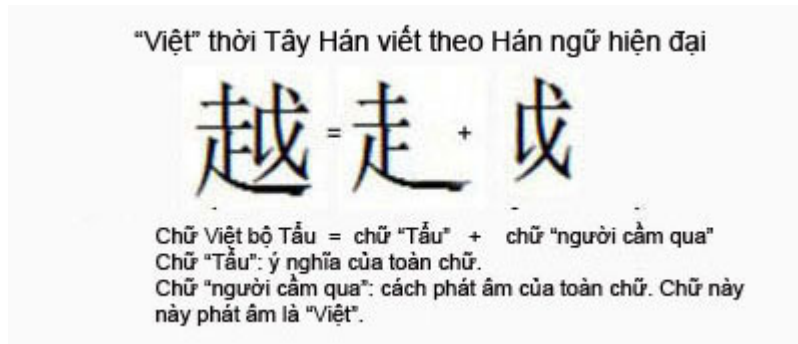 “Việt” thời Tây Hán viết theo Hán ngữ hiện đại
越 = 走 + 戉
Chữ Việt bộ Tẩu = chữ “Tẩu” + chữ “người cầm qua”
Chữ “Tẩu”: ý nghĩa của toàn chữ.
Chữ “người cầm qua”: cách phát âm của toàn chữ. Chữ này
này phát âm là “Việt”.